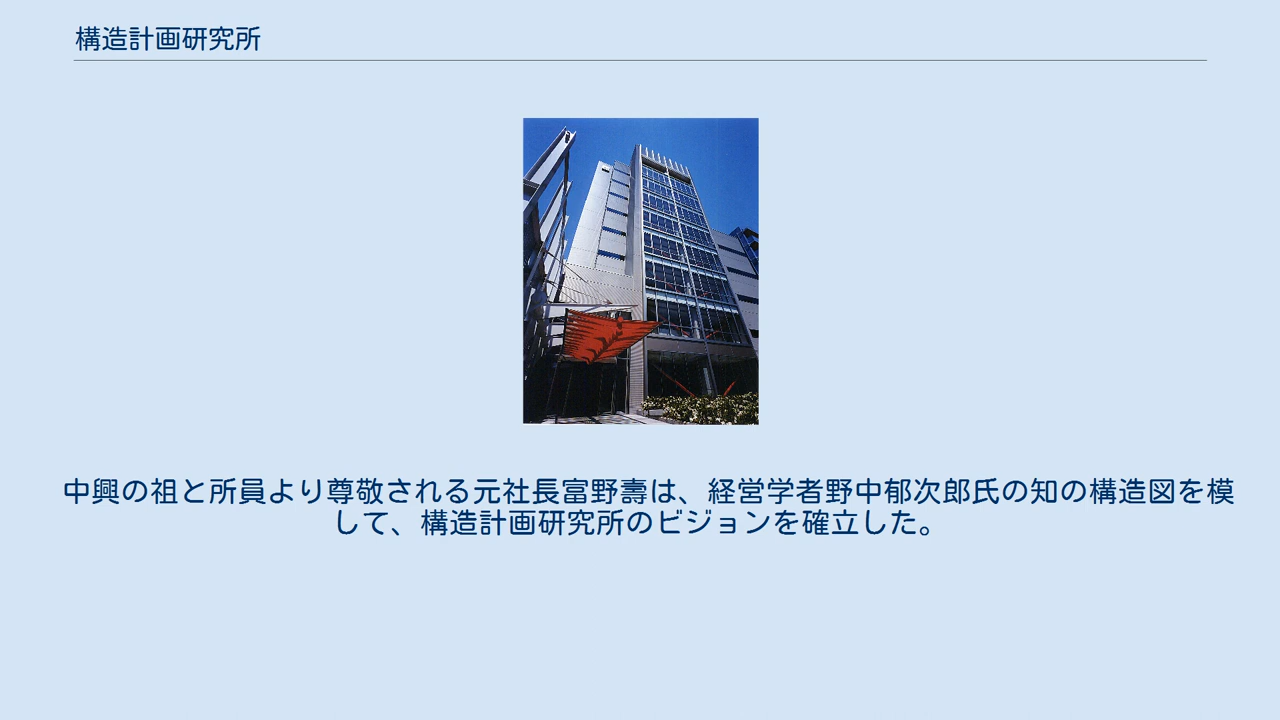 構造計画研究所
中興の祖と所員より尊敬される元社長富野壽は、経営学者野中郁次郎氏の知の構造図を模
して、構造計画研究所のビジョンを確立した。